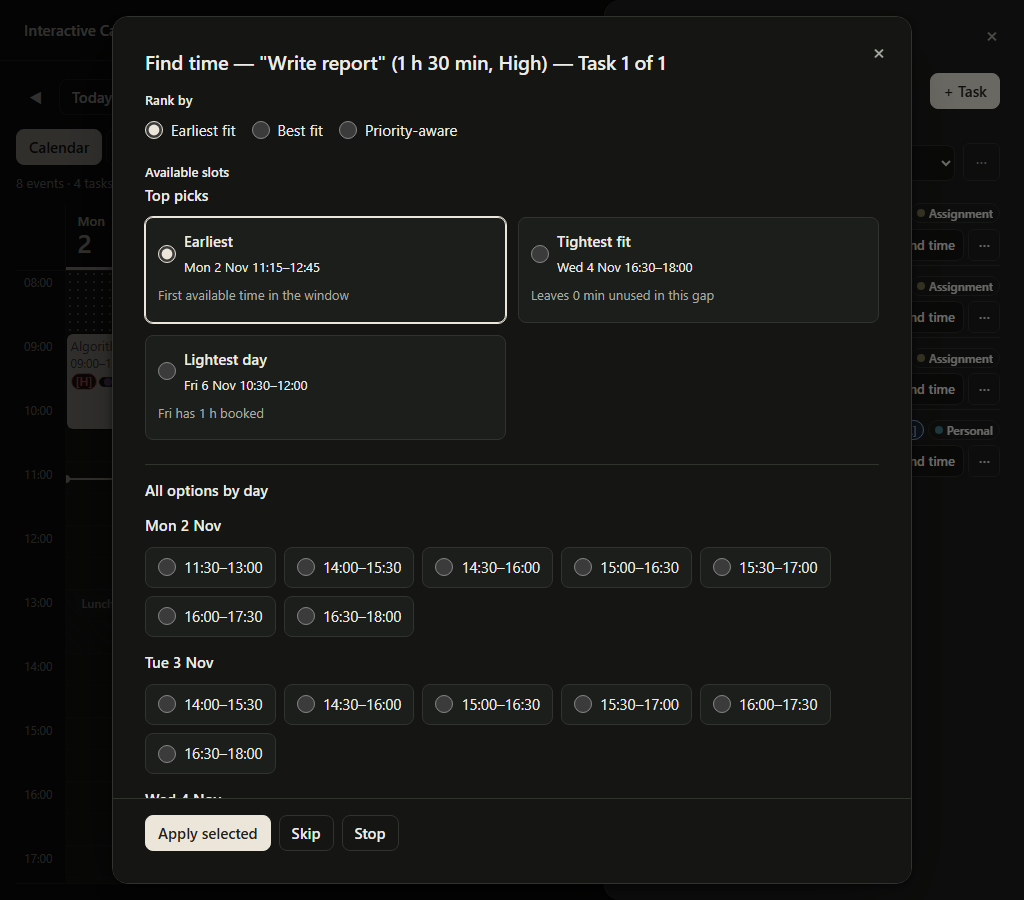 Interactive Ca
Find time — "Write report" (1 h 30 min, High) — Task 1 of 1
×
×
◀
Today
+ Task
Rank by
Earliest fit
Best fit
Priority-aware
Calendar
8 events · 4 tasks
...
Available slots
Top picks
Mon
2
Earliest
Mon 2 Nov 11:15–12:45
First available time in the window
Tightest fit
Wed 4 Nov 16:30–18:00
Leaves 0 min unused in this gap
Lightest day
Fri 6 Nov 10:30–12:00
Fri has 1 h booked
Assignment
nd time
...
Assignment
nd time
...
Assignment
nd time
...
Personal
nd time
...
08:00
09:00
Algorith
09:00–1
[H]
10:00
11:00
12:00
13:00
Lunch
14:00
15:00
16:00
17:00
All options by day
Mon 2 Nov
11:30–13:00
14:00–15:30
14:30–16:00
15:00–16:30
15:30–17:00
16:00–17:30
16:30–18:00
Tue 3 Nov
14:00–15:30
14:30–16:00
15:00–16:30
15:30–17:00
16:00–17:30
16:30–18:00
Wed 4 Nov
Apply selected
Skip
Stop